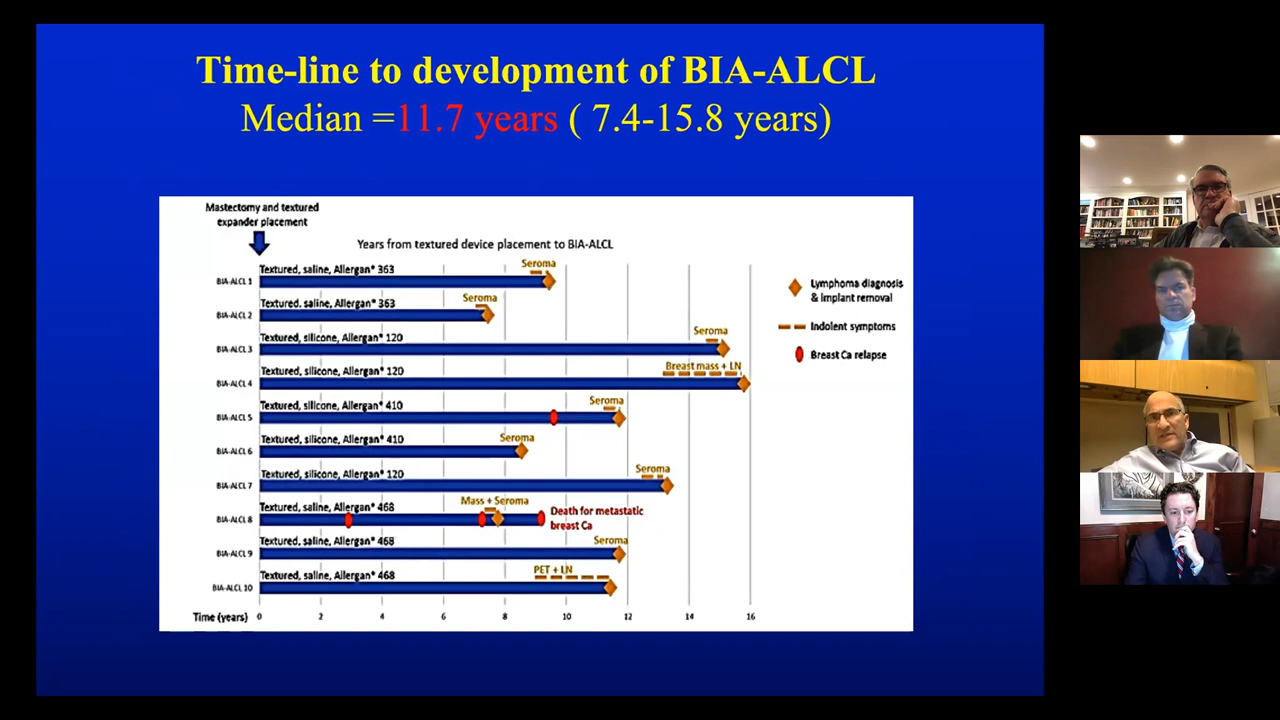 Time-line to development of BIA-ALCL
Median =11.7 years ( 7.4-15.8 years)
Mastectomy and textured
expander placement
Years from textured device placement to BIA-ALCL
BIA-ALCL 1
Textured, saline, Allergan® 363
Seroma
BIA-ALCL 2
Textured, saline, Allergan® 363
Seroma
BIA-ALCL 3
Textured, silicone, Allergan® 120
Seroma
BIA-ALCL 4
Textured, silicone, Allergan® 120
Breast mass + LN
BIA-ALCL 5
Textured, silicone, Allergan® 410
Seroma
BIA-ALCL 6
Textured, silicone, Allergan® 410
Seroma
BIA-ALCL 7
Textured, silicone, Allergan® 120
Seroma
BIA-ALCL 8
Textured, saline, Allergan® 468
Mass + Seroma
Death for metastatic
breast Ca
BIA-ALCL 9
Textured, saline, Allergan® 468
Seroma
BIA-ALCL 10
Textured, saline, Allergan® 468
PET + LN
Time (years) 0 2 4 6 8 10 12 14 16
Lymphoma diagnosis
& implant removal
Indolent symptoms
Breast Ca relapse